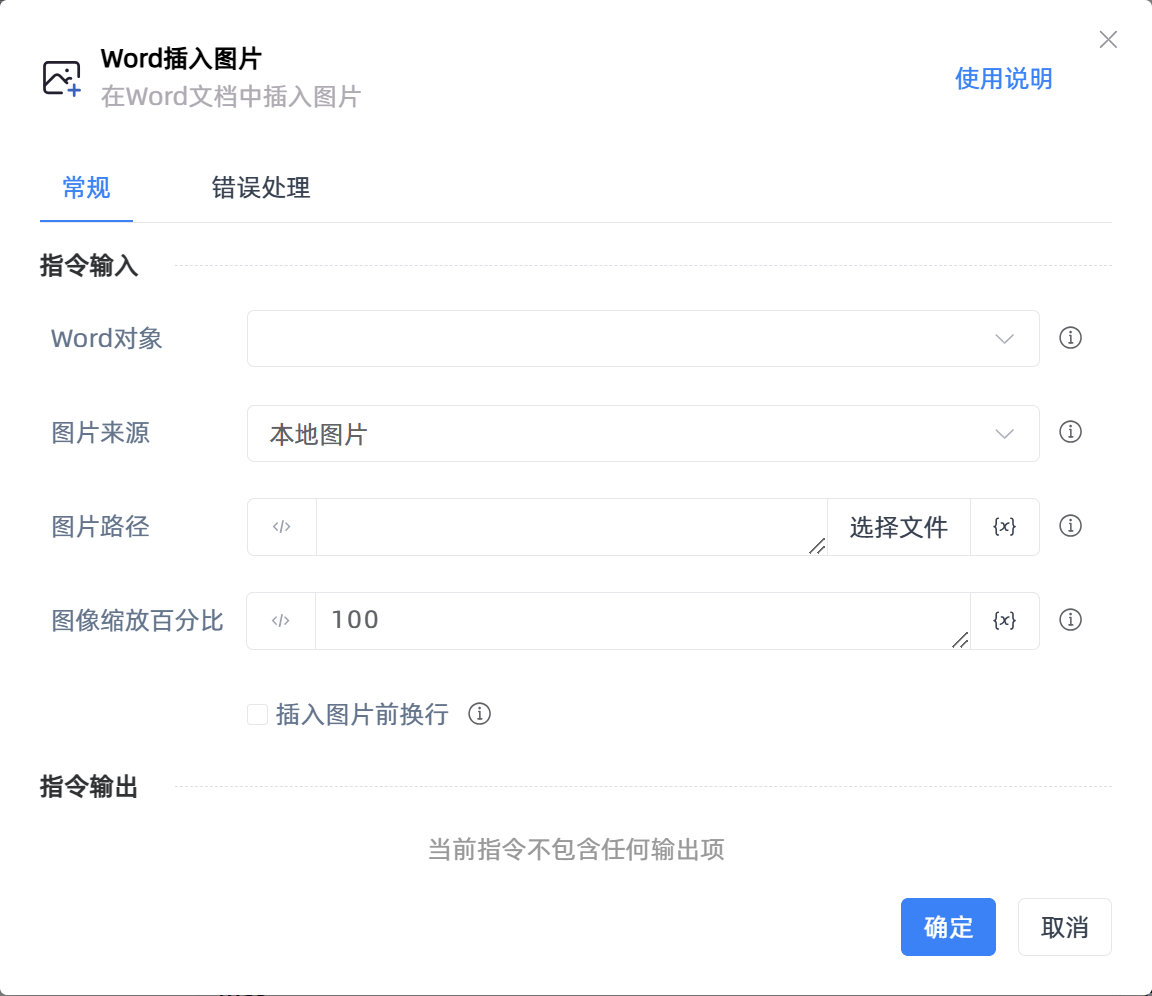 Word插入图片
在Word文档中插入图片
使用说明
常规
错误处理
指令输入
Word对象
图片来源
本地图片
图片路径
</>
选择文件
{x}
图像缩放百分比
</>
100
{x}
插入图片前换行
指令输出
当前指令不包含任何输出项
确定
取消